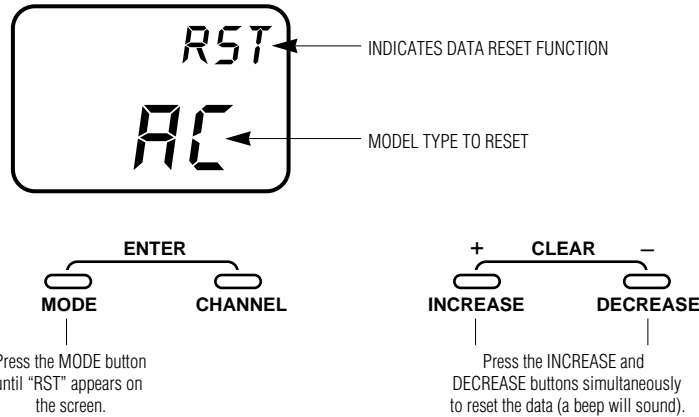 RST
INDICATES DATA RESET FUNCTION
AC
MODEL TYPE TO RESET
ENTER
MODE
CHANNEL
+ CLEAR –
INCREASE
DECREASE
Press the MODE button
until “RST” appears on
the screen.
Press the INCREASE and
DECREASE buttons simultaneously
to reset the data (a beep will sound).